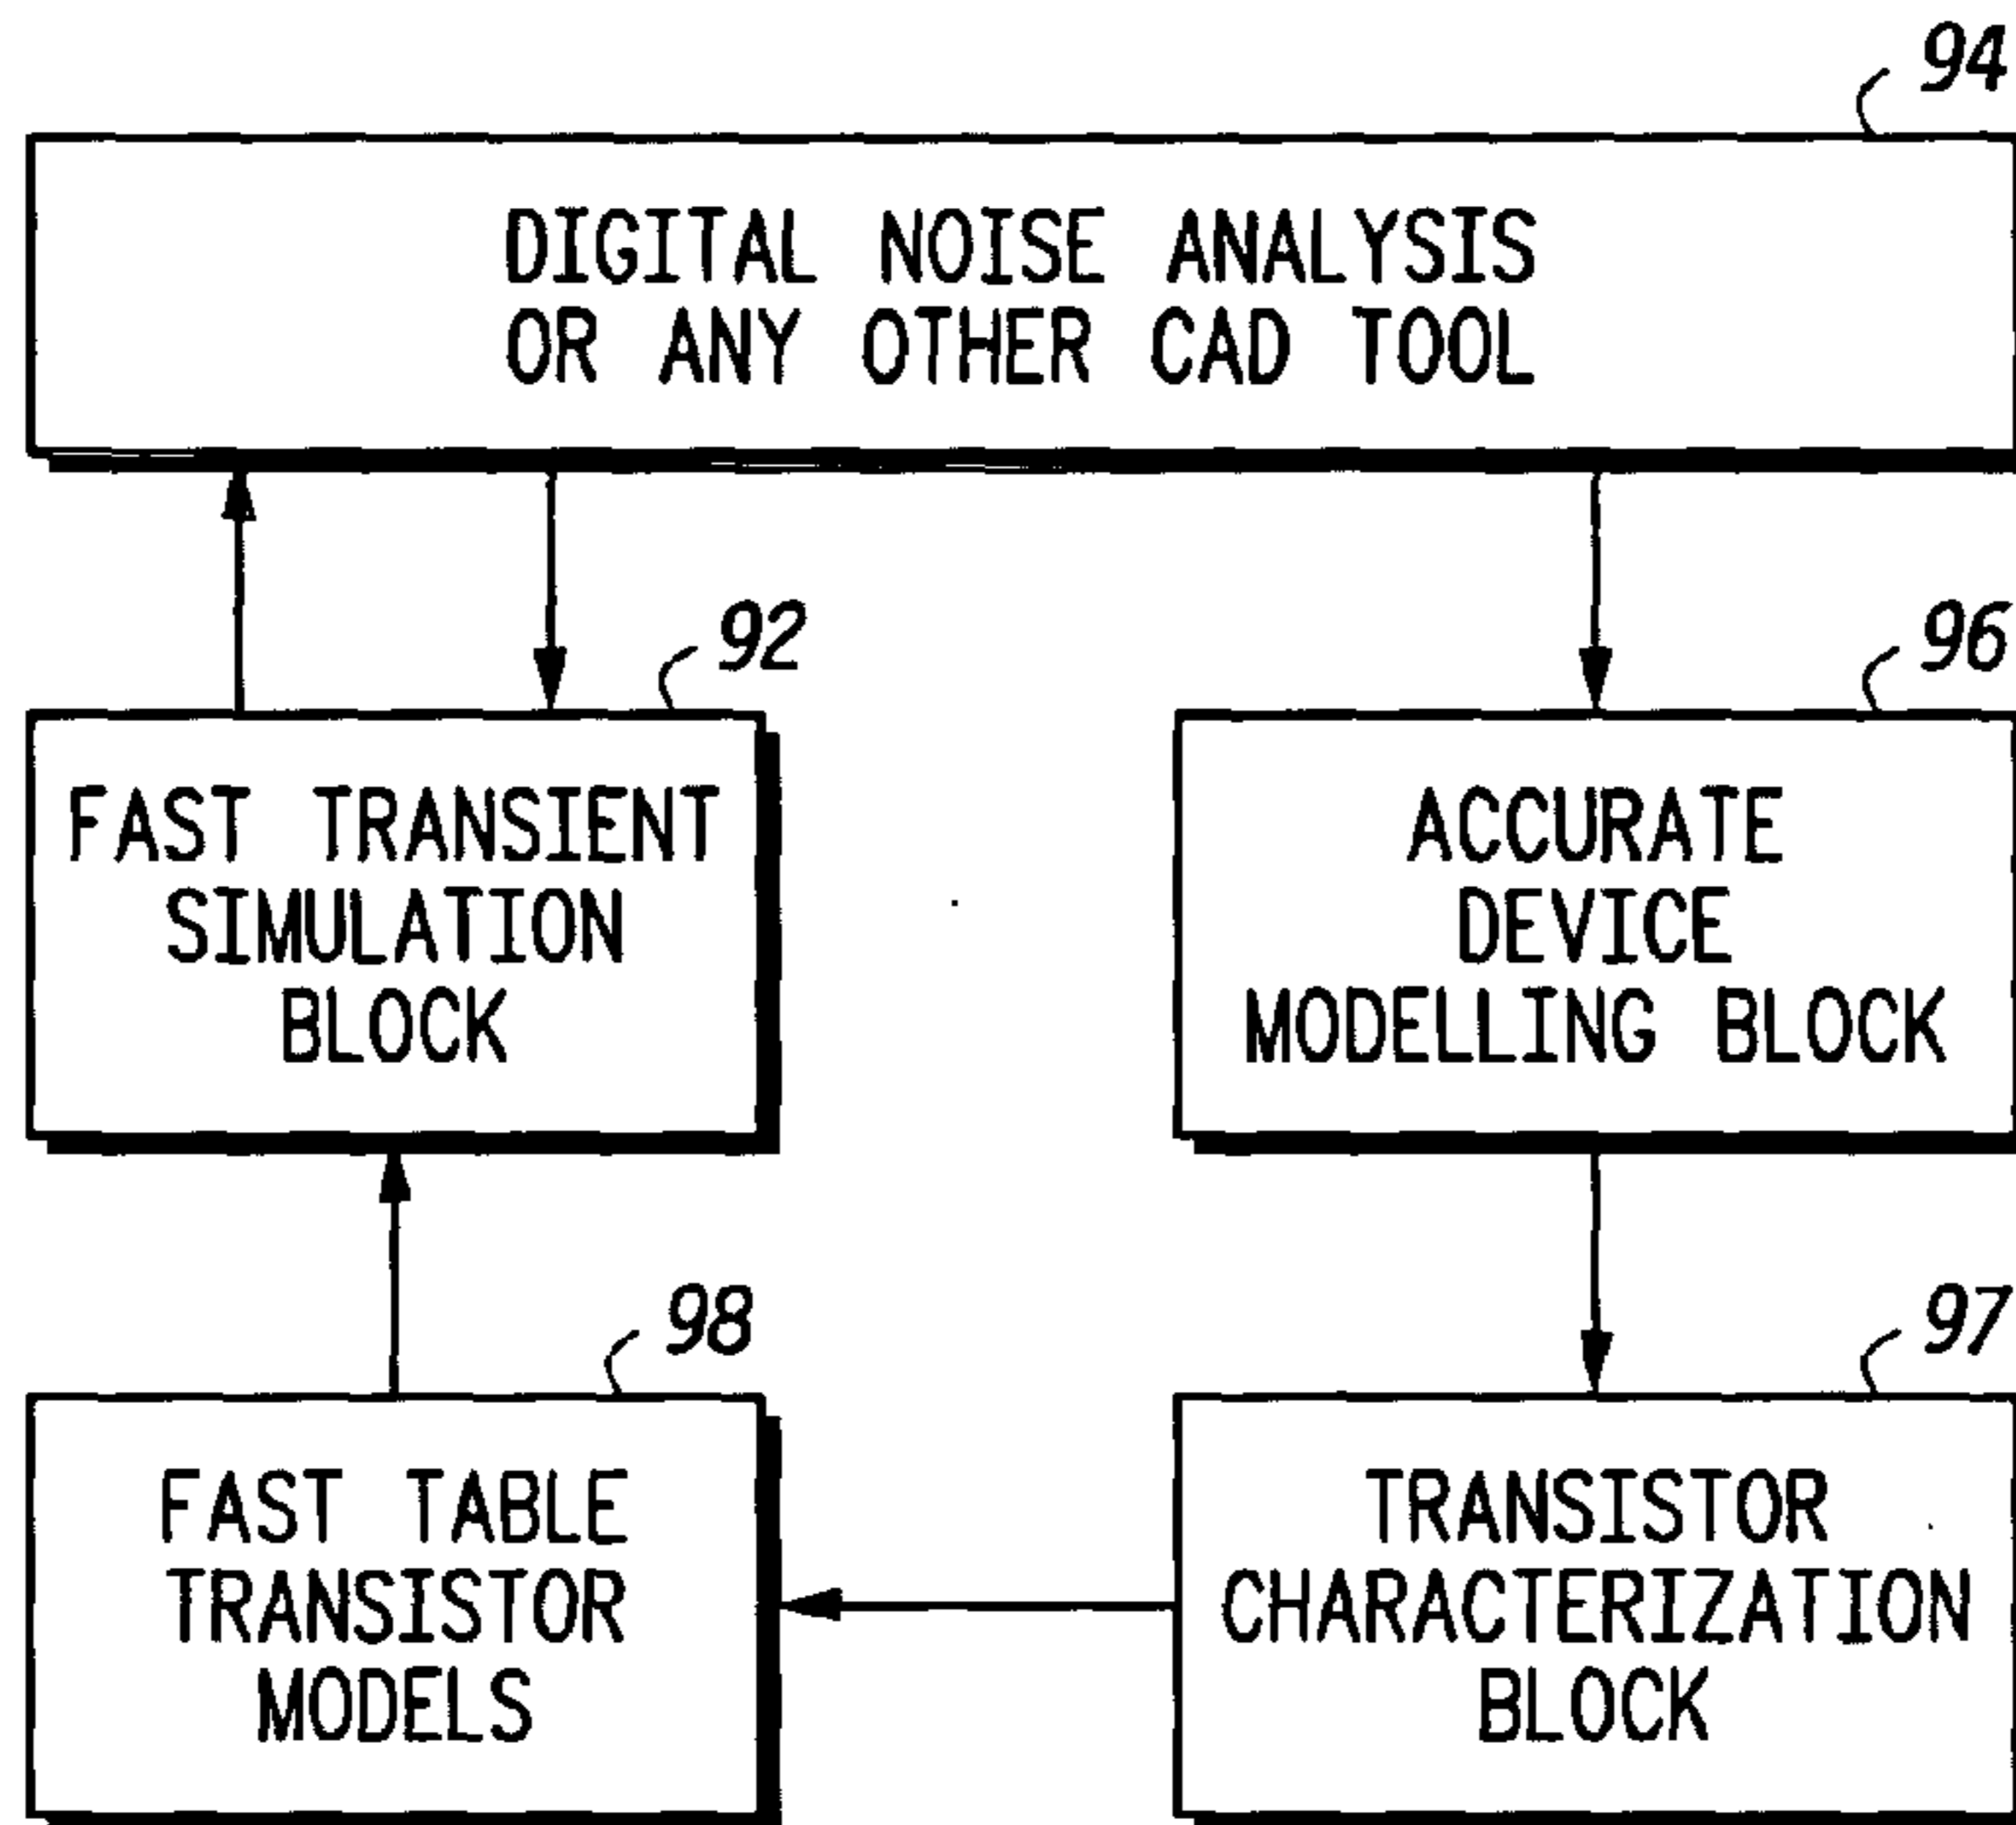 94
DIGITAL NOISE ANALYSIS
OR ANY OTHER CAD TOOL
92
96
FAST TRANSIENT
SIMULATION
BLOCK
ACCURATE
DEVICE
MODELLING BLOCK
98
97
FAST TABLE
TRANSISTOR
MODELS
TRANSISTOR
CHARACTERIZATION
BLOCK